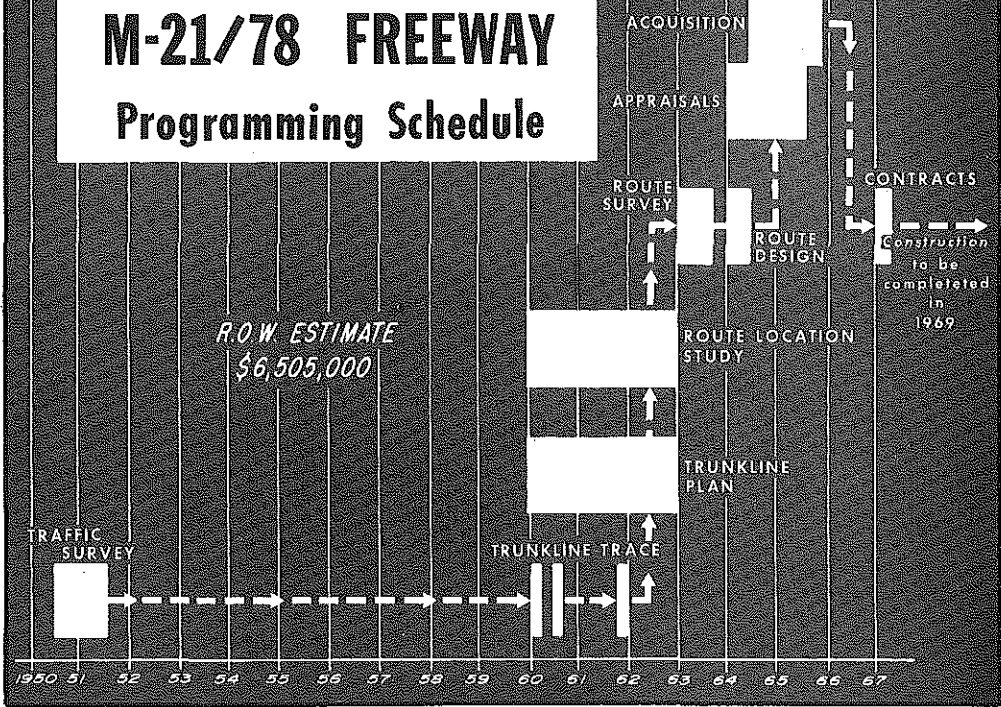 M-21/78 FREEWAY
Programming Schedule
ACQUISITION
APPRAISALS
ROUTE
SURVEY
ROUTE
DESIGN
CONTRACTS
Construction
to be
completeted
in
1969
R.O.W. ESTIMATE
$6,505,000
ROUTE LOCATION
STUDY
TRUNKLINE
PLAN
TRAFFIC
SURVEY
TRUNKLINE TRACE
1950 51 52 53 54 55 56 57 58 59 60 61 62 63 64 65 66 67